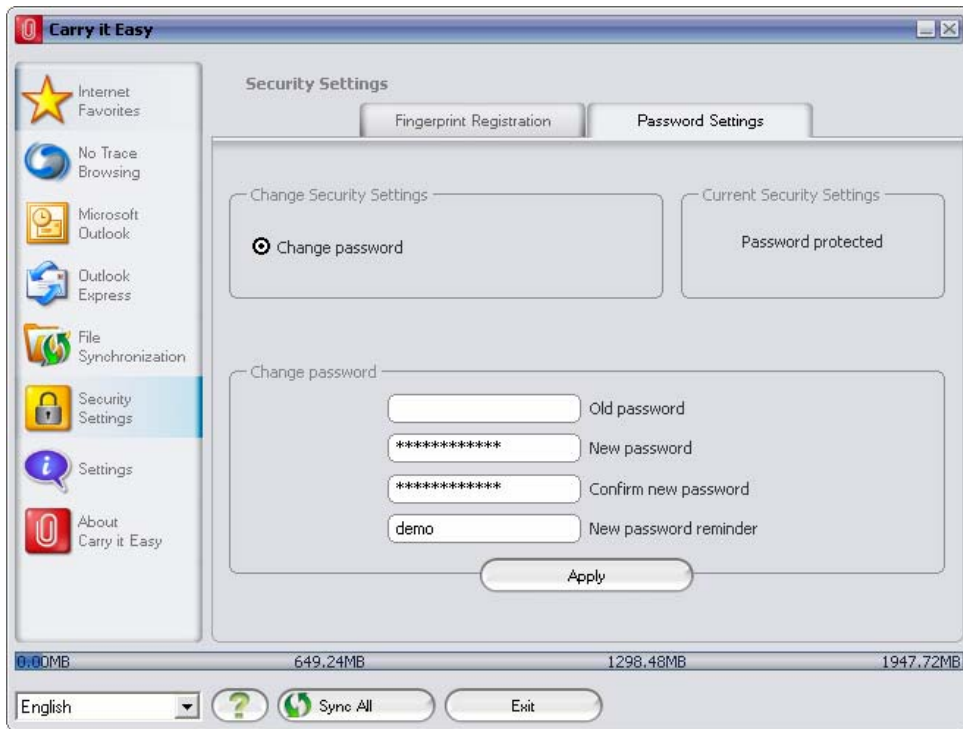 Carry it Easy
Internet
Favorites
No Trace
Browsing
Microsoft
Outlook
Outlook
Express
File
Synchronization
Security
Settings
Settings
About
Carry it Easy
Security Settings
Fingerprint Registration
Password Settings
Change Security Settings
Change password
Current Security Settings
Password protected
Change password
Old password
************ New password
************ Confirm new password
demo New password reminder
Apply
0.00MB 649.24MB 1298.48MB 1947.72MB
English ? Sync All Exit